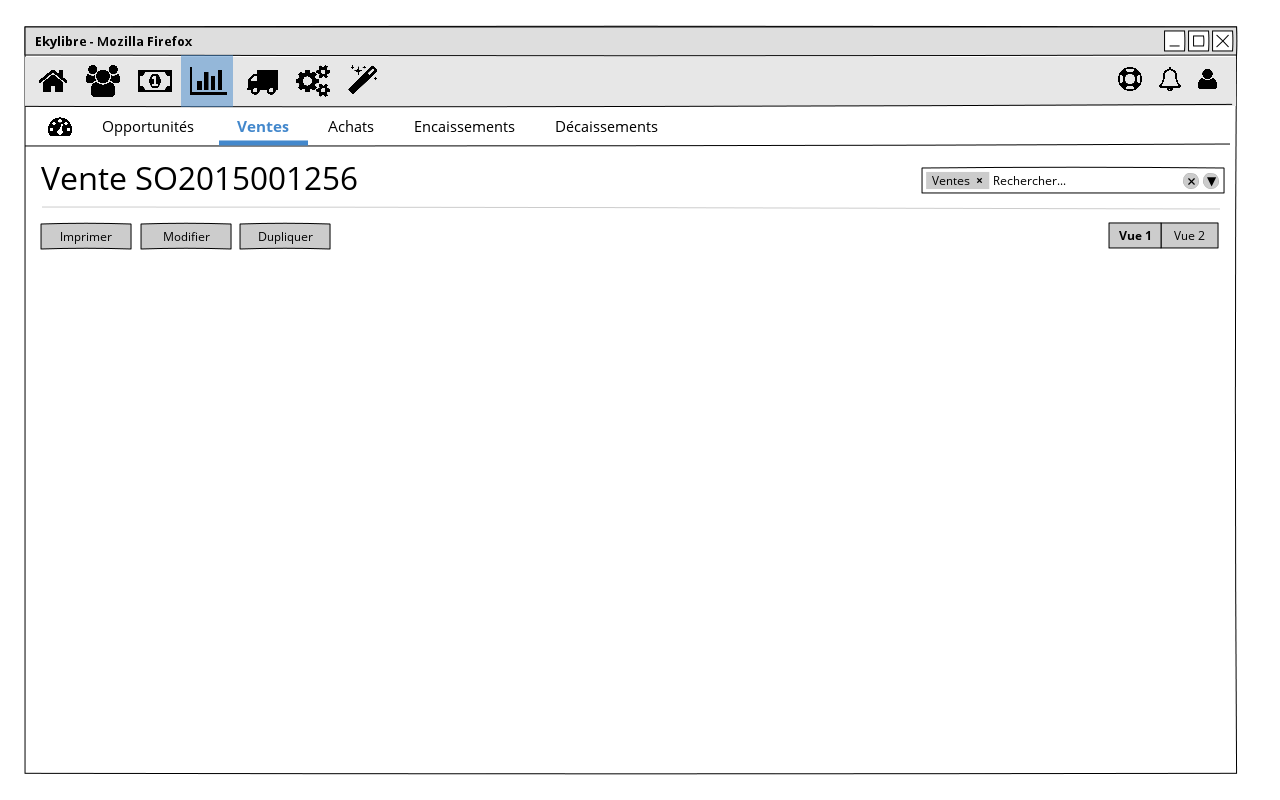 Ekylibre - Mozilla Firefox
Opportunités Ventes Achats Encaissements Décaissements
Vente SO2015001256
Ventes × Rechercher...
Imprimer Modifier Dupliquer
Vue 1 Vue 2